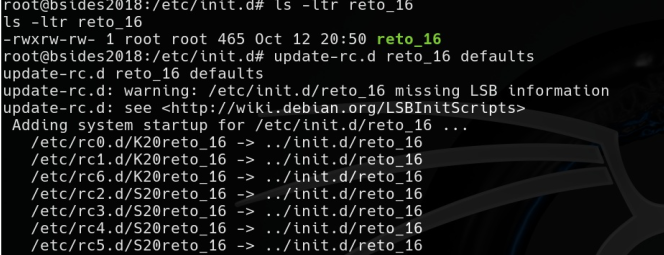 root@bsides2018:/etc/init.d# ls -ltr reto_16
ls -ltr reto_16
-rwxrw-rw- 1 root root 465 Oct 12 20:50 reto_16
root@bsides2018:/etc/init.d# update-rc.d reto_16 defaults
update-rc.d reto_16 defaults
update-rc.d: warning: /etc/init.d/reto_16 missing LSB information
update-rc.d: see <http://wiki.debian.org/LSBInitScripts>
 Adding system startup for /etc/init.d/reto_16 ...
   /etc/rc0.d/K20reto_16 -> ../init.d/reto_16
   /etc/rc1.d/K20reto_16 -> ../init.d/reto_16
   /etc/rc6.d/K20reto_16 -> ../init.d/reto_16
   /etc/rc2.d/S20reto_16 -> ../init.d/reto_16
   /etc/rc3.d/S20reto_16 -> ../init.d/reto_16
   /etc/rc4.d/S20reto_16 -> ../init.d/reto_16
   /etc/rc5.d/S20reto_16 -> ../init.d/reto_16